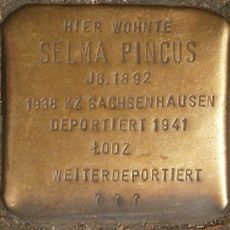 HIER WOHNTE
SELMA PINCUS
JG. 1892
1938 KZ SACHSENHAUSEN
DEPORTIERT 1941
ŁODZ
WEITERDEPORTIERT
? ? ?